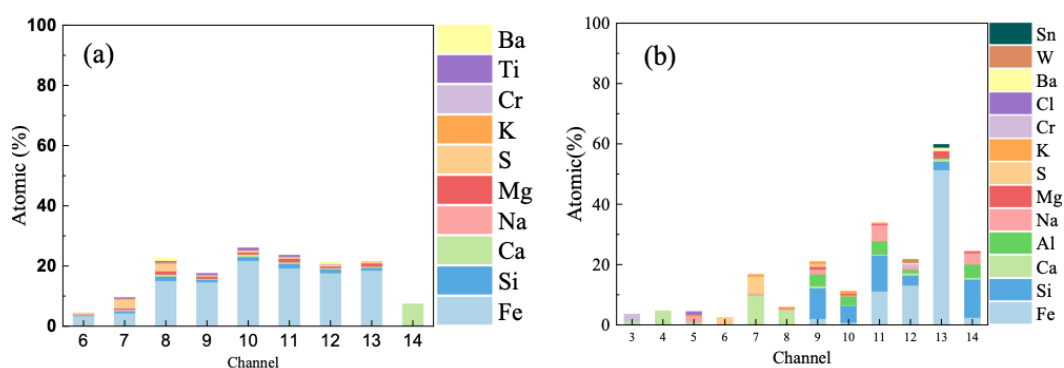 (a)
Atomic (%)
100
80
60
40
20
0
6 7 8 9 10 11 12 13 14
Channel
Ba
Ti
Cr
K
S
Mg
Na
Ca
Si
Fe
(b)
Atomic(%)
100
80
60
40
20
0
3 4 5 6 7 8 9 10 11 12 13 14
Channel
Sn
W
Ba
Cl
Cr
K
S
Mg
Na
Al
Ca
Si
Fe